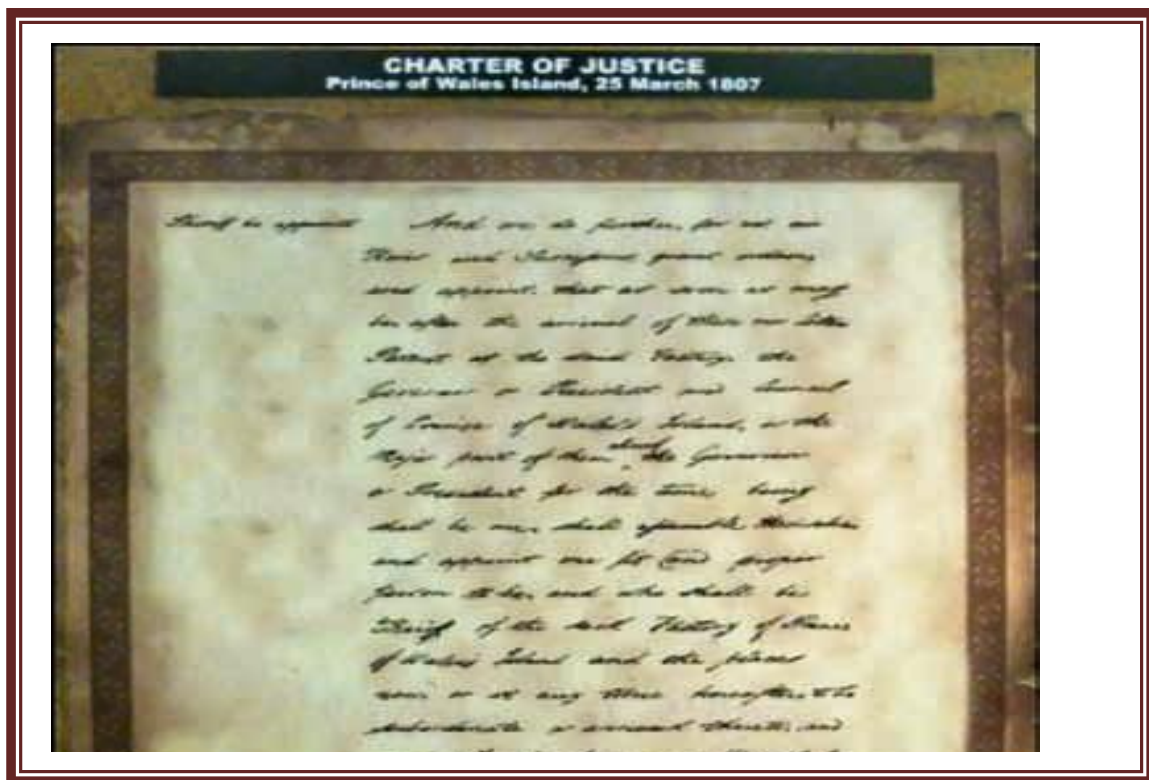 CHARTER OF JUSTICE
Prince of Wales Island, 25 March 1807
And we do further, for us our
Heirs and Successors grant ordain
and appoint. that as soon as may
be after the arrival of these our letters
Patent at the said Factory the
Governor or President and Council
of Prince of Wales's Island, or the
Major part of them the Governor
or President for the time being
shall be one, shall assemble themselves
and appoint one fit and proper
person to be, and who shall be
Sheriff of the said Factory of Prince
of Wales's Island and the places
now or at any time hereafter to be
subordinate or annexed thereto, and